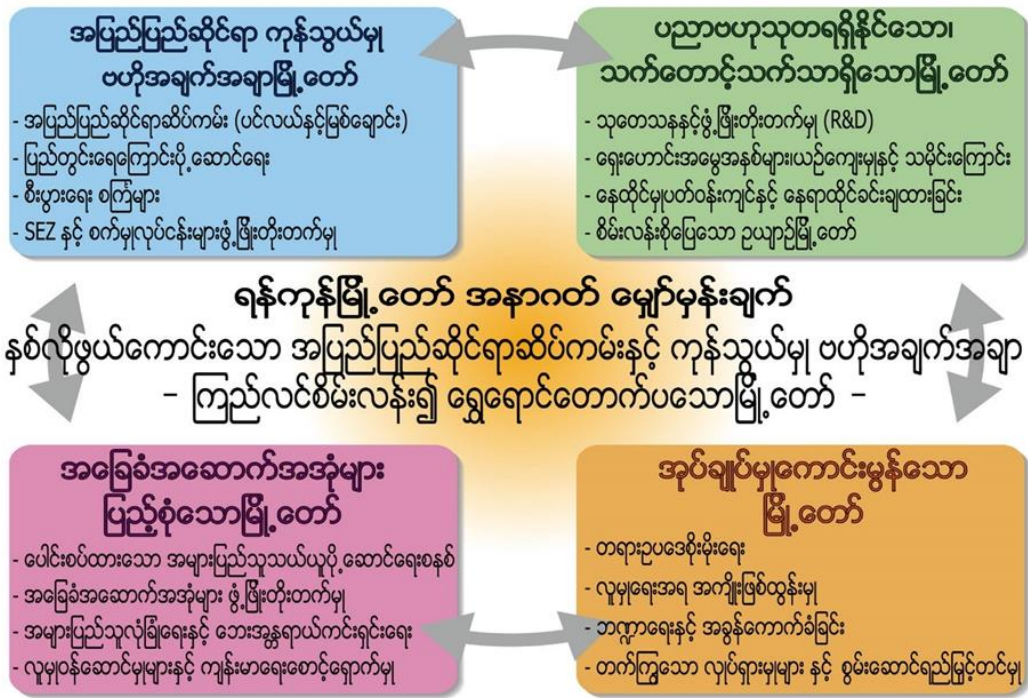 အပြည်ပြည်ဆိုင်ရာ ကုန်သွယ်မှု
ဗဟိုအချက်အချာမြို့တော်
- အပြည်ပြည်ဆိုင်ရာဆိပ်ကမ်း (ပင်လယ်နှင့်မြစ်ချောင်း)
- ပြည်တွင်းရေကြောင်းပို့ဆောင်ရေး
- စီးပွားရေး စင်္ကြံများ
- SEZ နှင့် စက်မှုလုပ်ငန်းများဖွံ့ဖြိုးတိုးတက်မှု
ပညာဗဟုသုတရရှိနိုင်သော၊
သက်တောင့်သက်သာရှိသောမြို့တော်
- သုတေသနနှင့်ဖွံ့ဖြိုးတိုးတက်မှု (R&D)
- ရှေးဟောင်းအမွေအနှစ်များ၊ယဉ်ကျေးမှုနှင့် သမိုင်းကြောင်း
- နေထိုင်မှုပတ်ဝန်းကျင်နှင့် နေရာထိုင်ခင်းချထားခြင်း
- စိမ်းလန်းစိုပြေသော ဥယျာဉ်မြို့တော်
ရန်ကုန်မြို့တော် အနာဂတ် မျှော်မှန်းချက်
နှစ်လိုဖွယ်ကောင်းသော အပြည်ပြည်ဆိုင်ရာဆိပ်ကမ်းနှင့် ကုန်သွယ်မှု ဗဟိုအချက်အချာ
- ကြည်လင်စိမ်းလန်း၍ ရွှေရောင်တောက်ပသောမြို့တော် -
အခြေခံအဆောက်အအုံများ
ပြည့်စုံသောမြို့တော်
- ပေါင်းစပ်ထားသော အများပြည်သူသယ်ယူပို့ဆောင်ရေးစနစ်
- အခြေခံအဆောက်အအုံများ ဖွံ့ဖြိုးတိုးတက်မှု
- အများပြည်သူလုံခြုံရေးနှင့် ဘေးအန္တရာယ်ကင်းရှင်းရေး
- လူမှုဝန်ဆောင်မှုများနှင့် ကျန်းမာရေးစောင့်ရှောက်မှု
အုပ်ချုပ်မှုကောင်းမွန်သော
မြို့တော်
- တရားဥပဒေစိုးမိုးရေး
- လူမှုရေးအရ အကျိုးဖြစ်ထွန်းမှု
- ဘဏ္ဍာရေးနှင့် အခွန်ကောက်ခံခြင်း
- တက်ကြွသော လှုပ်ရှားမှုများ နှင့် စွမ်းဆောင်ရည်မြှင့်တင်မှု